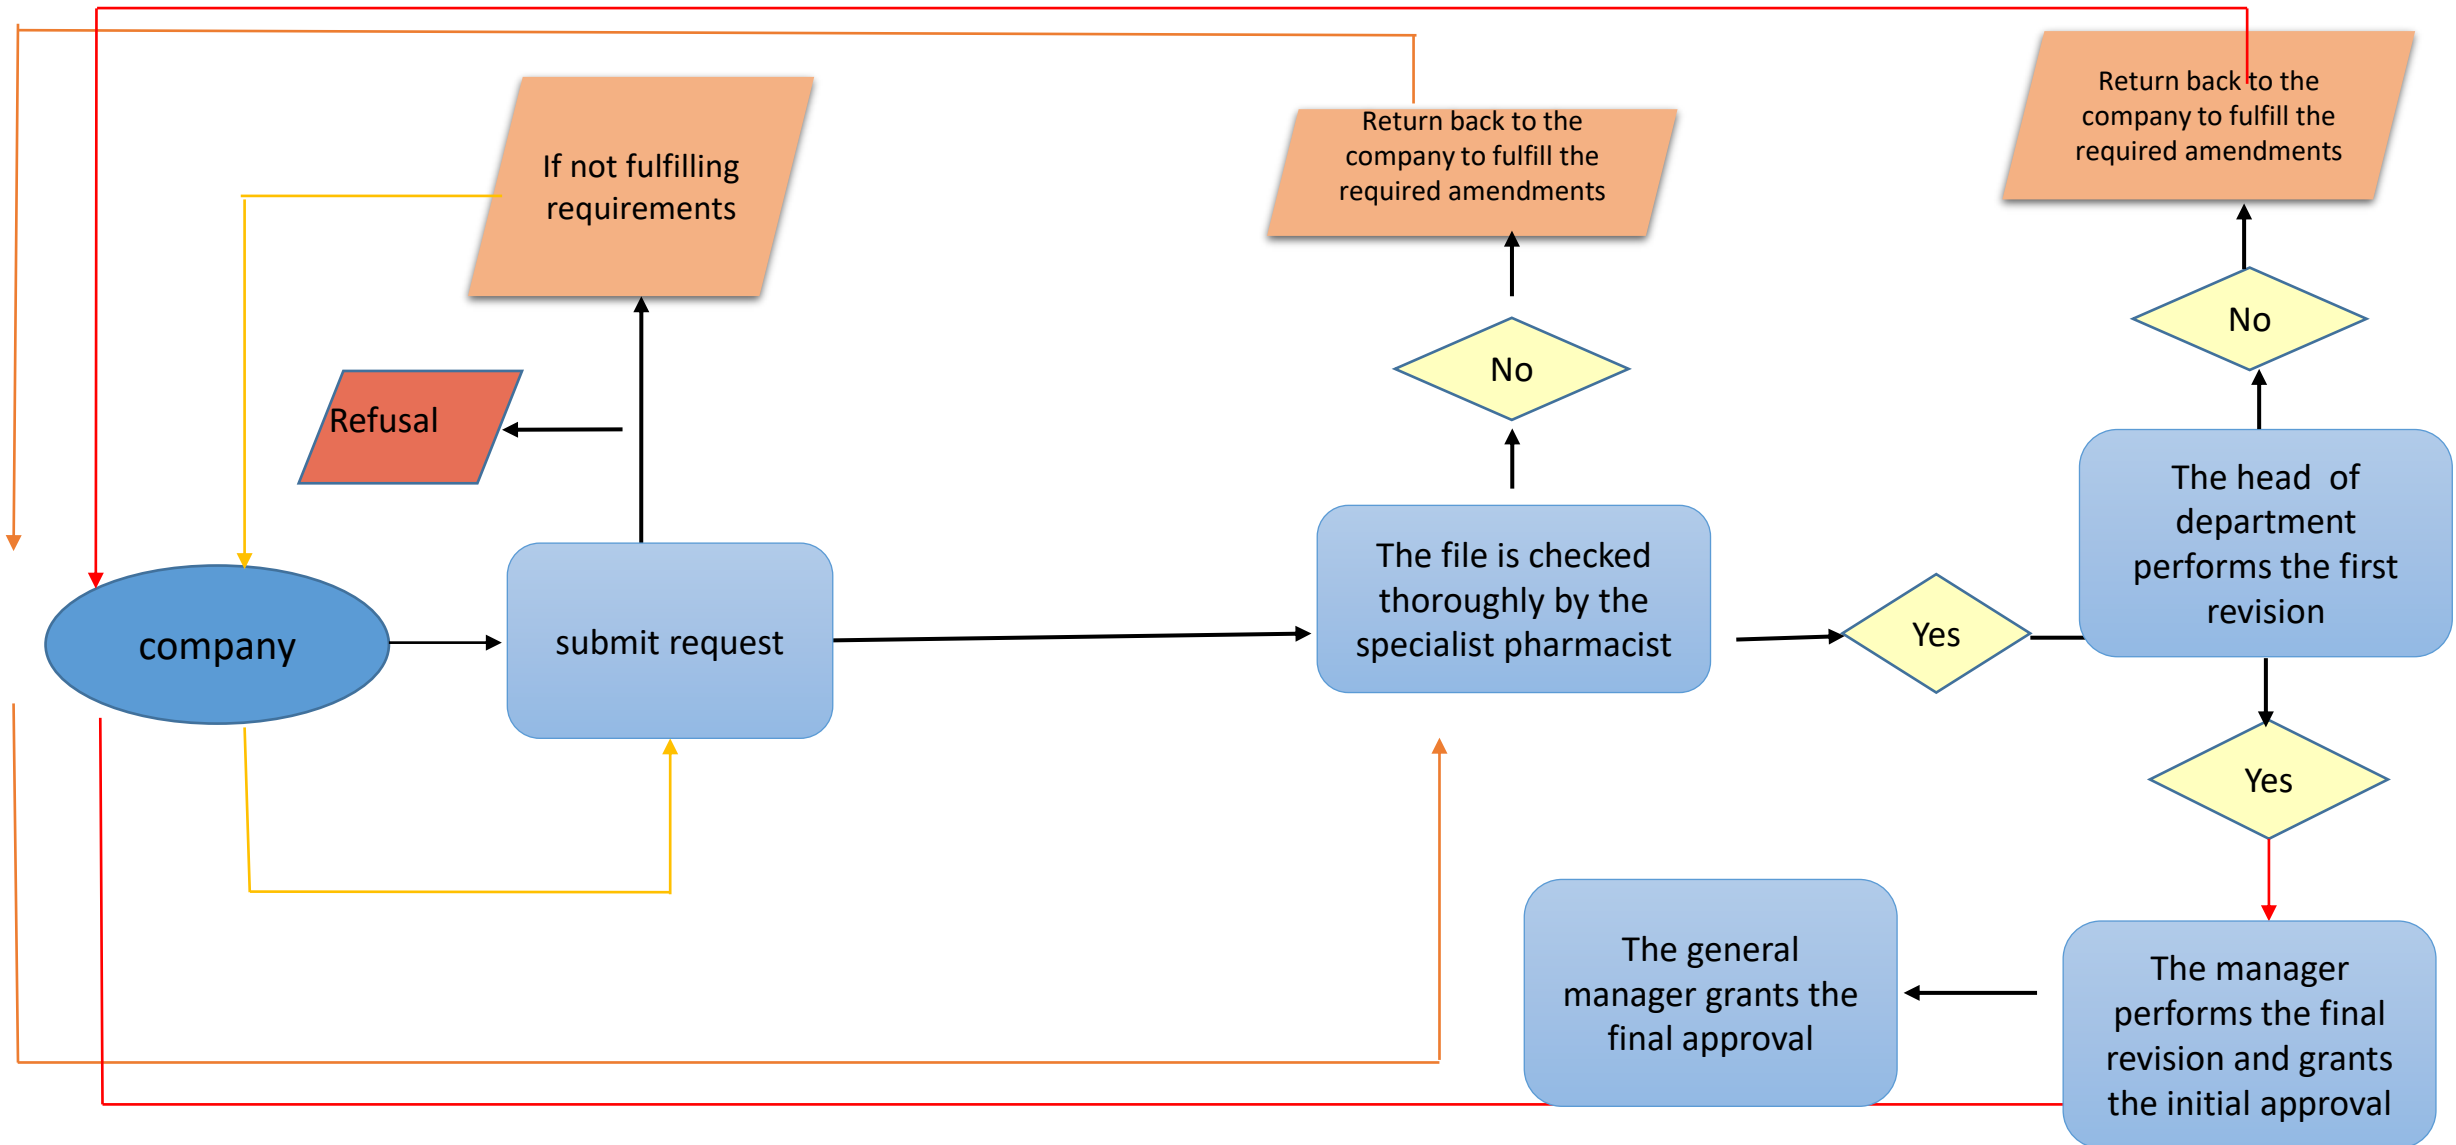 Return back to the
company to fulfill the
required amendments
Return back to the
company to fulfill the
required amendments
If not fulfilling
requirements
No
No
Refusal
The head  of
department
performs the first
revision
The file is checked
thoroughly by the
specialist pharmacist
company
submit request
Yes
Yes
The general
manager grants the
final approval
The manager
performs the final
revision and grants
the initial approval